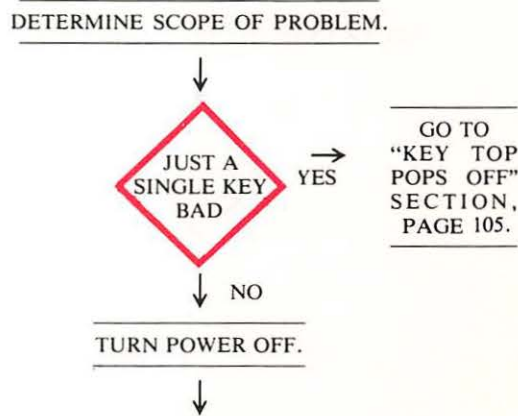 DETERMINE SCOPE OF PROBLEM.
JUST A
SINGLE KEY
BAD
YES
GO TO
“KEY TOP
POPS OFF”
SECTION,
PAGE 105.
NO
TURN POWER OFF.